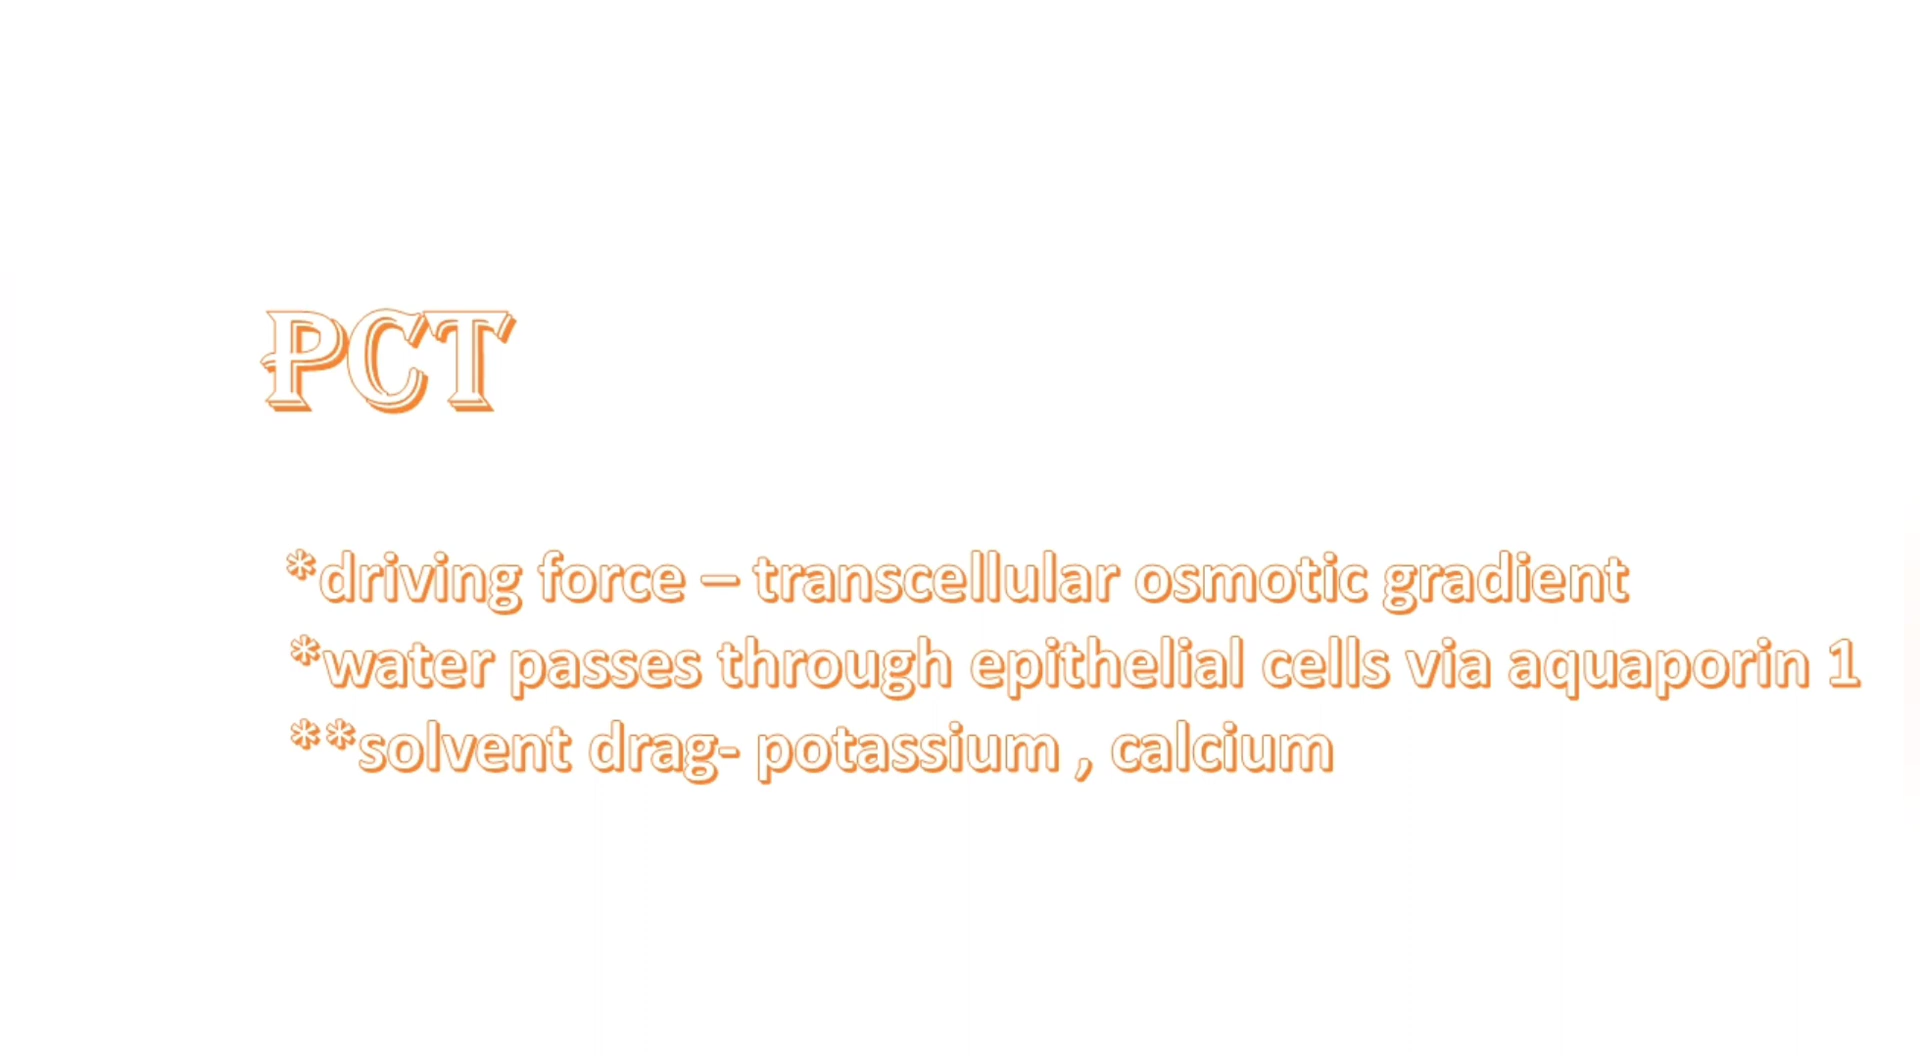 PCT
*driving force – transcellular osmotic gradient
*water passes through epithelial cells via aquaporin 1
**solvent drag- potassium , calcium